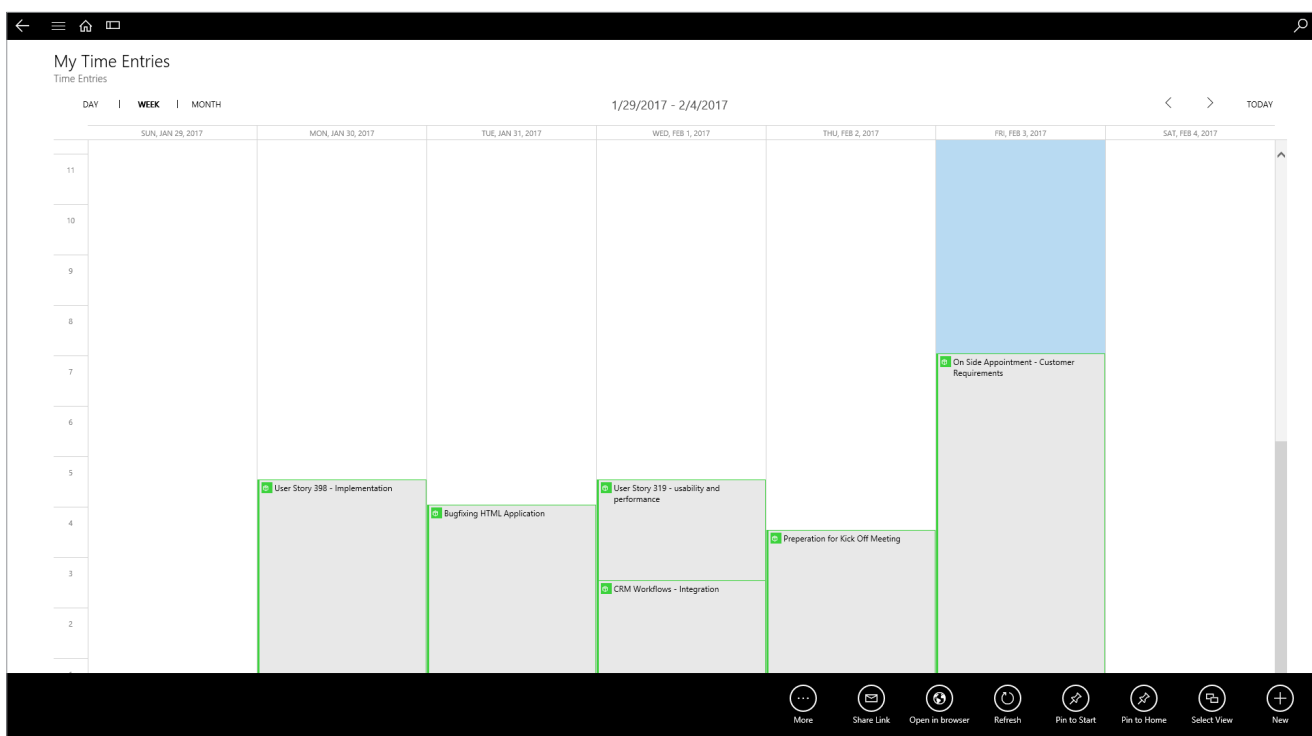 My Time Entries
Time Entries
DAY | WEEK | MONTH
1/29/2017 - 2/4/2017
TODAY
SUN, JAN 29, 2017
MON, JAN 30, 2017
TUE, JAN 31, 2017
WED, FEB 1, 2017
THU, FEB 2, 2017
FRI, FEB 3, 2017
SAT, FEB 4, 2017
11
10
9
8
7
On Side Appointment - Customer
Requirements
6
5
User Story 398 - Implementation
User Story 319 - usability and
performance
Bugfixing HTML Application
4
Preperation for Kick Off Meeting
3
CRM Workflows - Integration
2
More
Share Link
Open in browser
Refresh
Pin to Start
Pin to Home
Select View
New